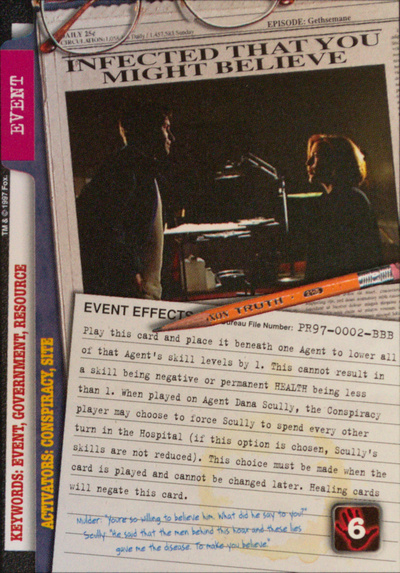 DAILY 25¢
EPISODE: Gethsemane
INFECTED THAT YOU
MIGHT BELIEVE
EVENT
TM & © 1997 Fox.
KEYWORDS: EVENT, GOVERNMENT, RESOURCE
ACTIVATORS: CONSPIRACY, SITE
TRUTH
EVENT EFFECTS
Bureau File Number: PR97-0002-BBB
Play this card and place it beneath one Agent to lower all
of that Agent's skill levels by 1. This cannot result in
a skill being negative or permanent HEALTH being less
than 1. When played on Agent Dana Scully, the Conspiracy
player may choose to force Scully to spend every other
turn in the Hospital (if this option is chosen, Scully's
skills are not reduced). This choice must be made when the
card is played and cannot be changed later. Healing cards
will negate this card.
Mulder: "You're so willing to believe him. What did he say to you?"
Scully: "He said that the men behind this hoax and these lies
gave me the disease. To make you believe."
6